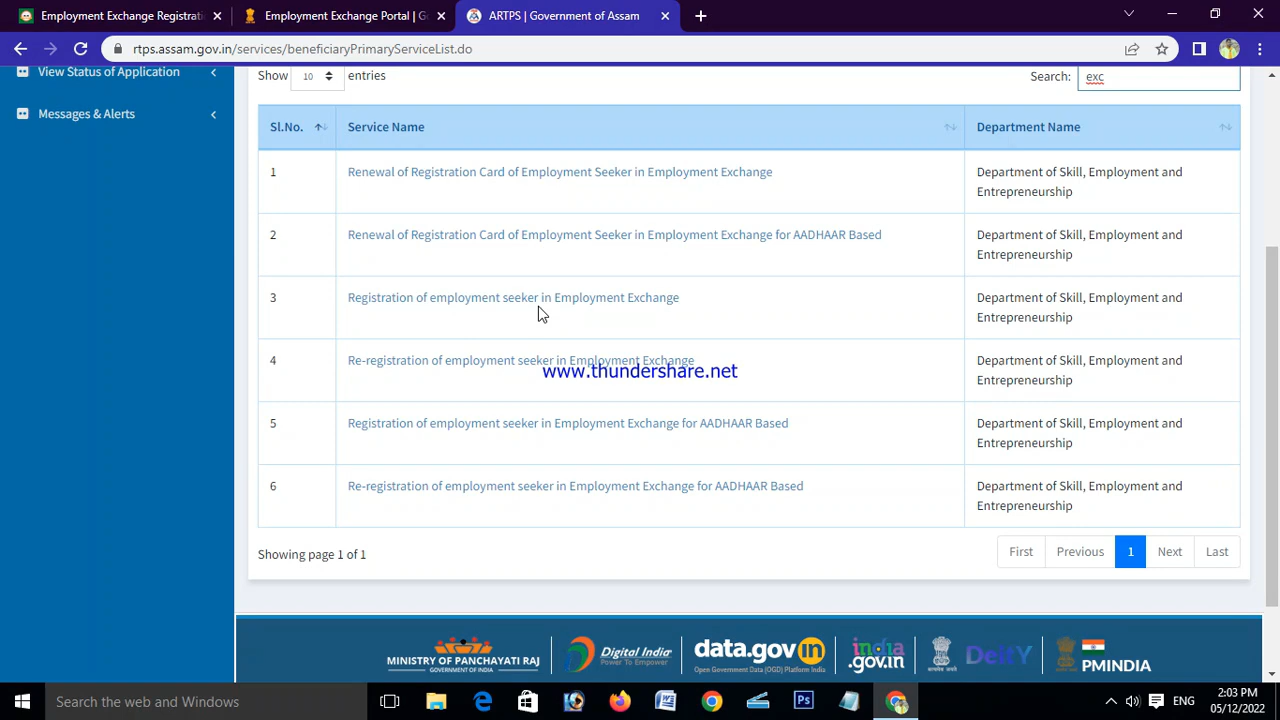 Employment Exchange Registrati
Employment Exchange Portal | G
ARTPS | Government of Assam
rtps.assam.gov.in/services/beneficiaryPrimaryServiceList.do
View Status of Application
Messages & Alerts
Show 10 entries
Search: exc
Sl.No. Service Name Department Name
1 Renewal of Registration Card of Employment Seeker in Employment Exchange Department of Skill, Employment and
Entrepreneurship
2 Renewal of Registration Card of Employment Seeker in Employment Exchange for AADHAAR Based Department of Skill, Employment and
Entrepreneurship
3 Registration of employment seeker in Employment Exchange Department of Skill, Employment and
Entrepreneurship
4 Re-registration of employment seeker in Employment Exchange Department of Skill, Employment and
Entrepreneurship
www.thundershare.net
5 Registration of employment seeker in Employment Exchange for AADHAAR Based Department of Skill, Employment and
Entrepreneurship
6 Re-registration of employment seeker in Employment Exchange for AADHAAR Based Department of Skill, Employment and
Entrepreneurship
Showing page 1 of 1
First Previous 1 Next Last
MINISTRY OF PANCHAYATI RAJ
GOVERNMENT OF INDIA
Digital India
Power To Empower
data.gov.in
Open Government Data (OGD) Platform India
india.gov.in
DeitY
PMINDIA
Search the web and Windows
Ps
ENG
2:03 PM
05/12/2022